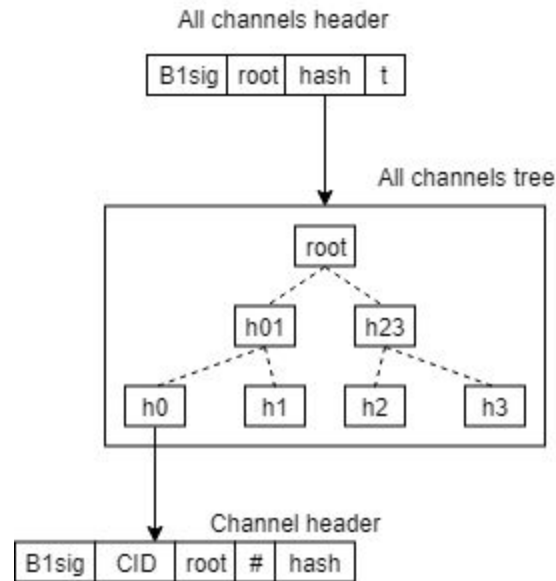 All channels header
B1sig root hash t
All channels tree
root
h01 h23
h0 h1 h2 h3
Channel header
B1sig CID root # hash